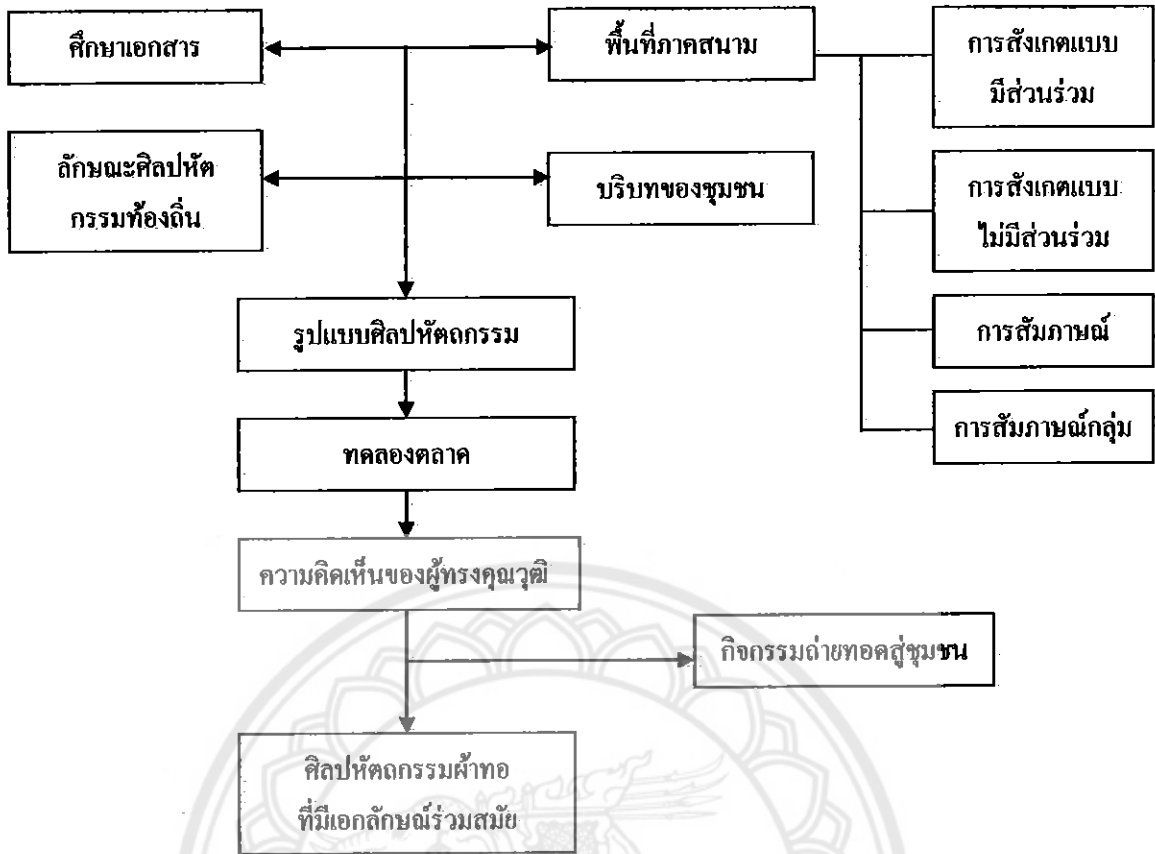 ศึกษาเอกสาร
พื้นที่ภาคสนาม
การสังเกตแบบ
มีส่วนร่วม
ลักษณะศิลปหัต
กรรมท้องถิ่น
บริบทของชุมชน
การสังเกตแบบ
ไม่มีส่วนร่วม
รูปแบบศิลปหัตถกรรม
การสัมภาษณ์
ทดลองตลาด
การสัมภาษณ์กลุ่ม
ความคิดเห็นของผู้ทรงคุณวุฒิ
กิจกรรมถ่ายทอดสู่ชุมชน
ศิลปหัตถกรรมผ้าทอ
ที่มีเอกลักษณ์ร่วมสมัย